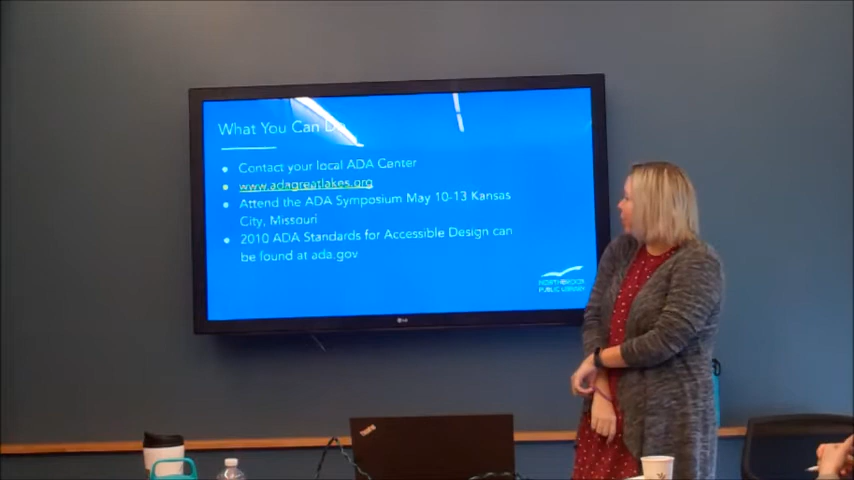 What You Can Do
Contact your local ADA Center
www.adagreatlakes.org
Attend the ADA Symposium May 10-13 Kansas
City, Missouri
2010 ADA Standards for Accessible Design can
be found at ada.gov
NORTHBROOK
PUBLIC LIBRARY
LG